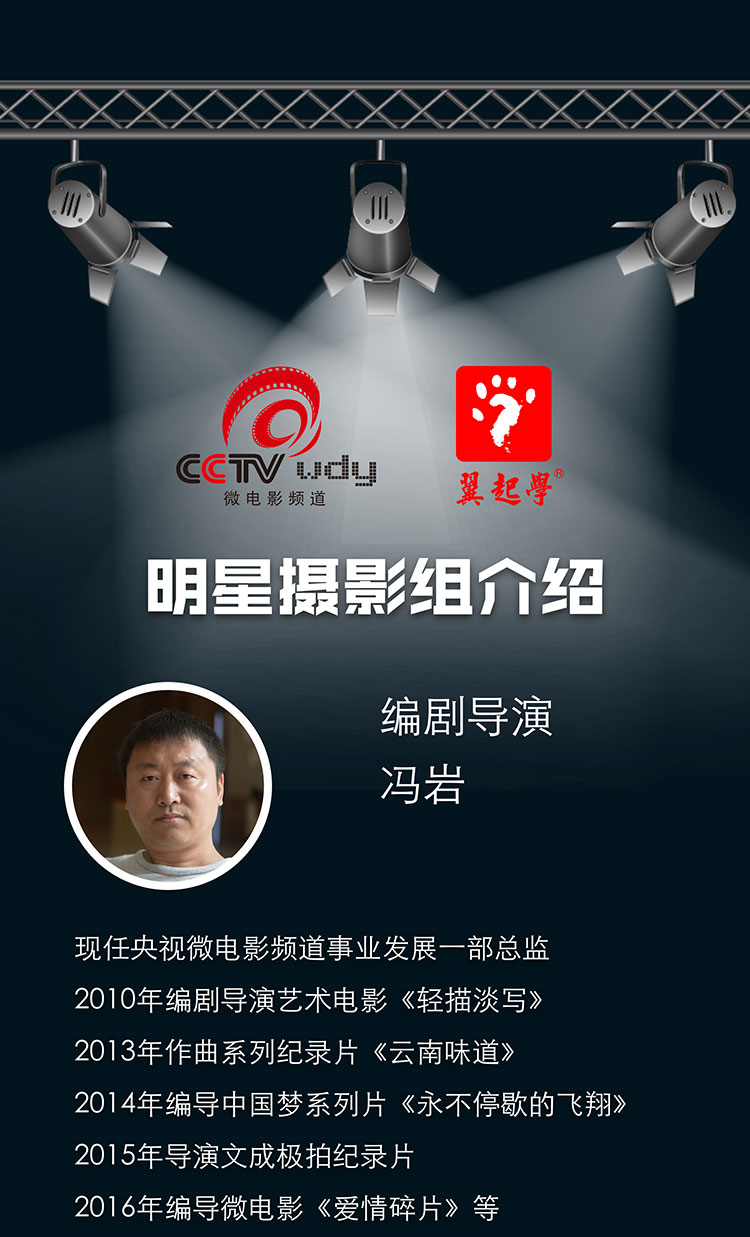 CCTV wdy
微电影频道
翼起學®
明星摄影组介绍
编剧导演
冯岩
现任央视微电影频道事业发展一部总监
2010年编剧导演艺术电影《轻描淡写》
2013年作曲系列纪录片《云南味道》
2014年编导中国梦系列片《永不停歇的飞翔》
2015年导演文成极拍纪录片
2016年编导微电影《爱情碎片》等